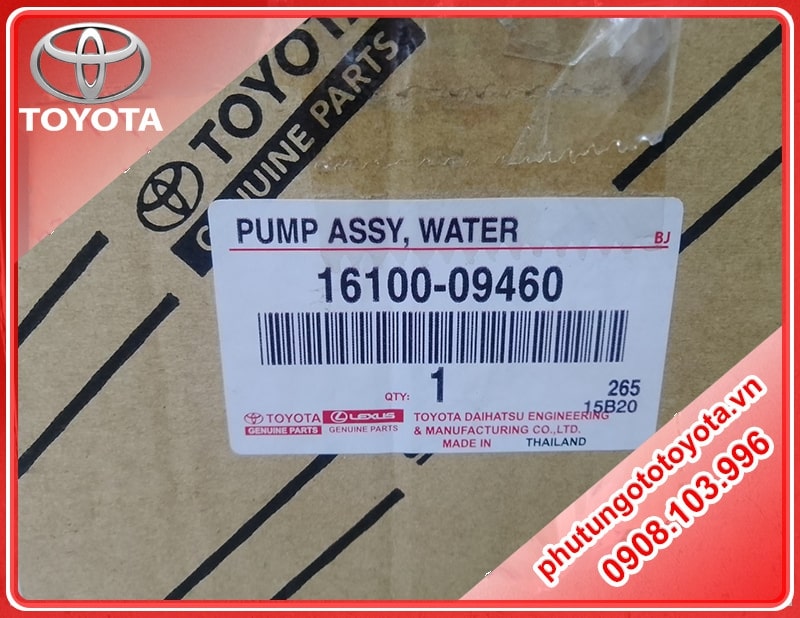 TOYOTA
TOYOTA
GENUINE PARTS
PUMP ASSY, WATER
BJ
16100-09460
QTY: 1
265
15B20
TOYOTA
GENUINE PARTS
LEXUS
GENUINE PARTS
TOYOTA DAIHATSU ENGINEERING
& MANUFACTURING CO.,LTD.
MADE IN THAILAND
phutungototoyota.vn
0908.103.996